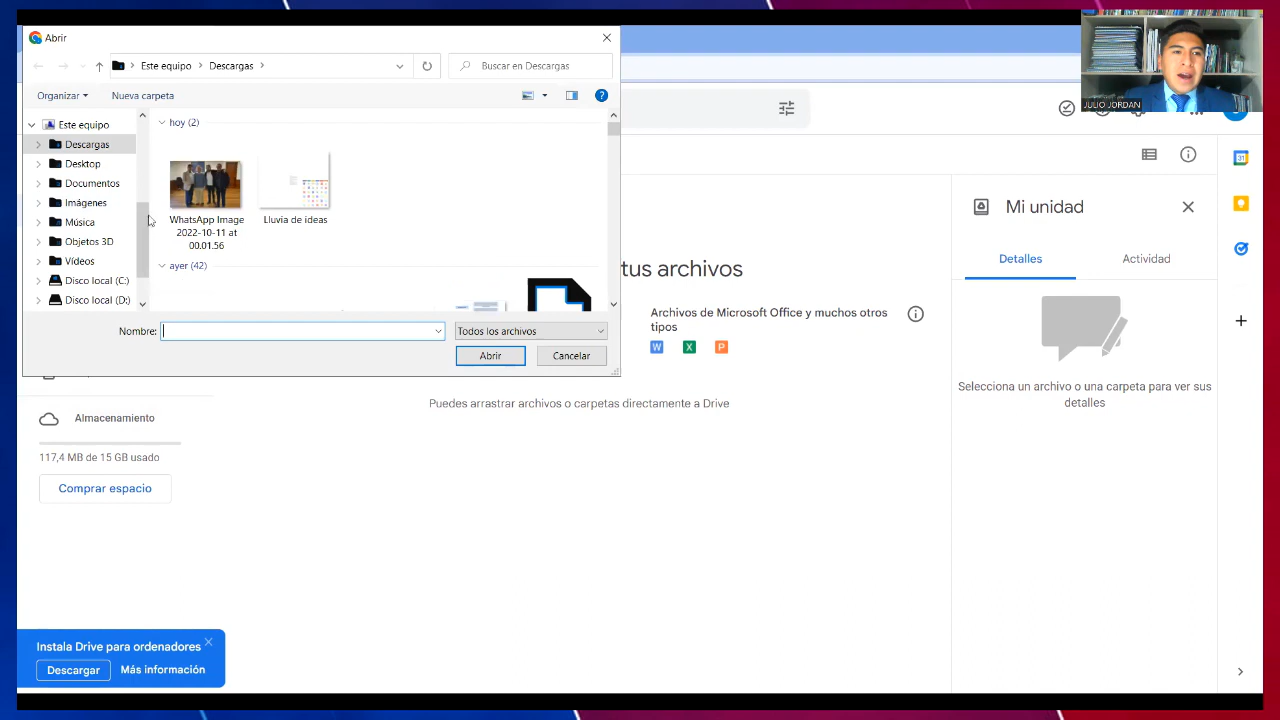 Abrir
JULIO JORDAN
Este equipo
Descargas
Buscar en Descargas
Organizar
Nueva carpeta
Este equipo
Descargas
Desktop
Documentos
Imágenes
Música
Objetos 3D
Vídeos
Disco local (C:)
Disco local (D:)
hoy (2)
WhatsApp Image
2022-10-11 at
00.01.56
Lluvia de ideas
ayer (42)
Nombre:
Todos los archivos
Abrir
Cancelar
tus archivos
Archivos de Microsoft Office y muchos otros
tipos
W
X
P
Puedes arrastrar archivos o carpetas directamente a Drive
Mi unidad
Detalles
Actividad
Selecciona un archivo o una carpeta para ver sus
detalles
31
Almacenamiento
117,4 MB de 15 GB usado
Comprar espacio
Instala Drive para ordenadores
Descargar
Más información